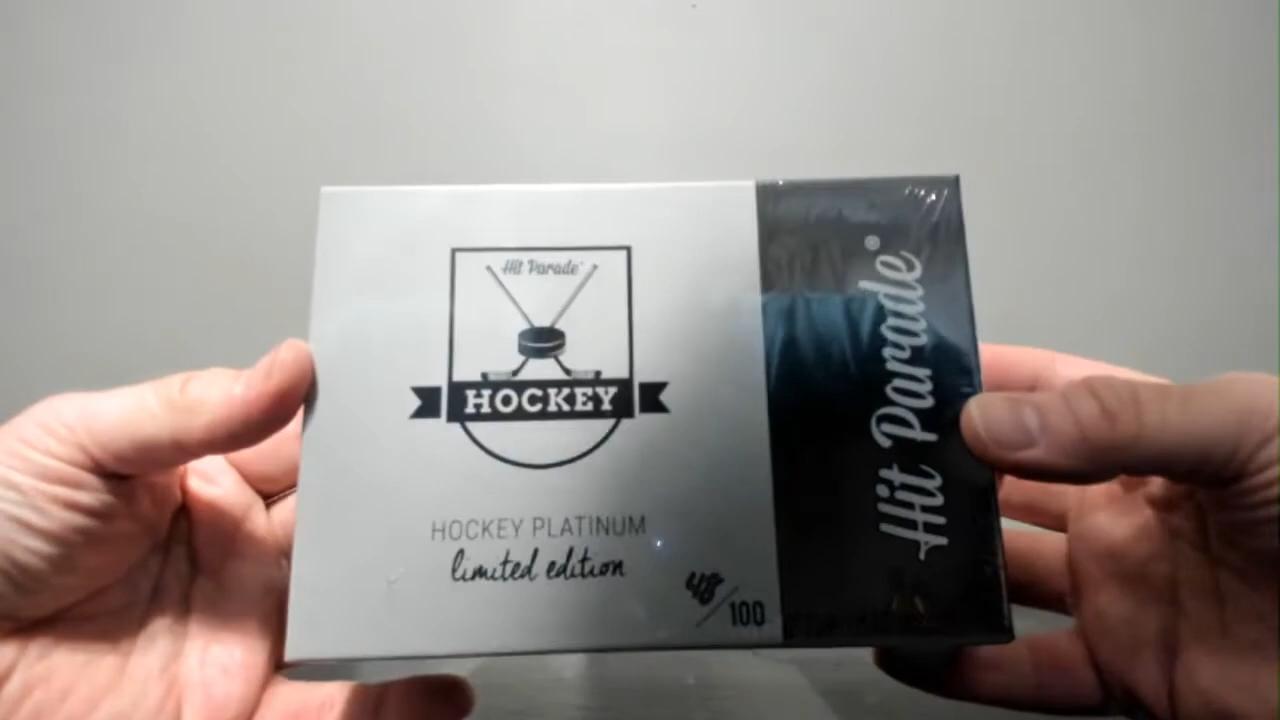 Hit Parade
HOCKEY
HOCKEY PLATINUM
limited edition
48/100
Hit Parade®